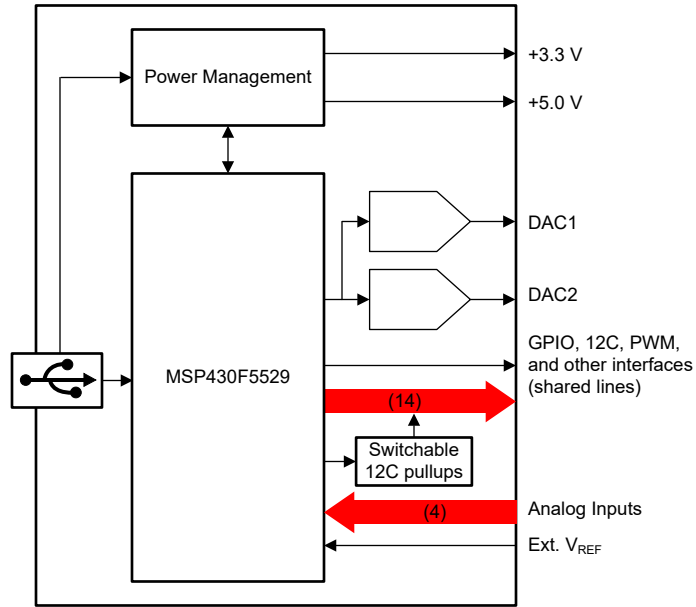 Power Management
+3.3 V
+5.0 V
DAC1
DAC2
MSP430F5529
GPIO, 12C, PWM,
and other interfaces
(shared lines)
(14)
Switchable
12C pullups
(4)
Analog Inputs
Ext. VREF